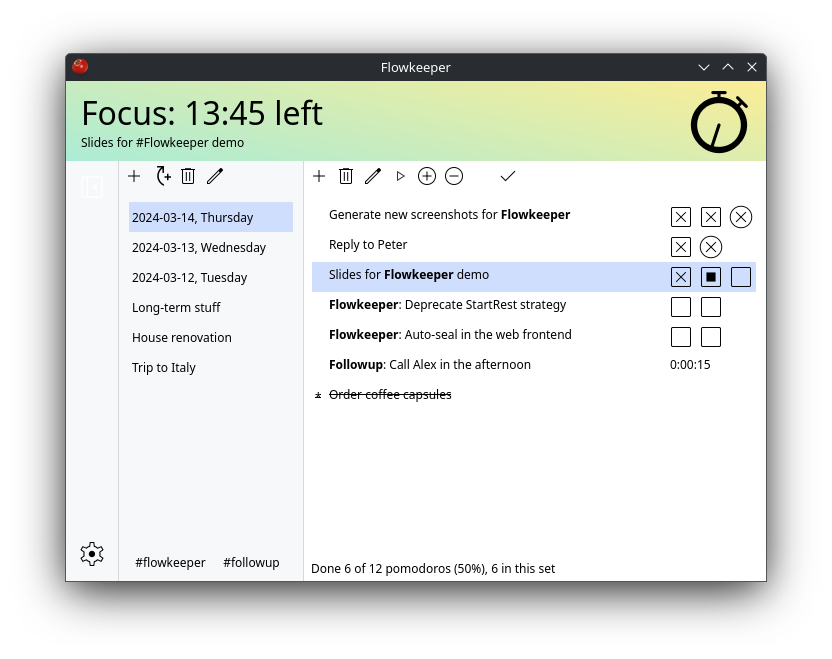 Flowkeeper
Focus: 13:45 left
Slides for #Flowkeeper demo
2024-03-14, Thursday
2024-03-13, Wednesday
2024-03-12, Tuesday
Long-term stuff
House renovation
Trip to Italy
#flowkeeper #followup
Generate new screenshots for Flowkeeper
Reply to Peter
Slides for Flowkeeper demo
Flowkeeper: Deprecate StartRest strategy
Flowkeeper: Auto-seal in the web frontend
Followup: Call Alex in the afternoon 0:00:15
Order coffee capsules
Done 6 of 12 pomodoros (50%), 6 in this set